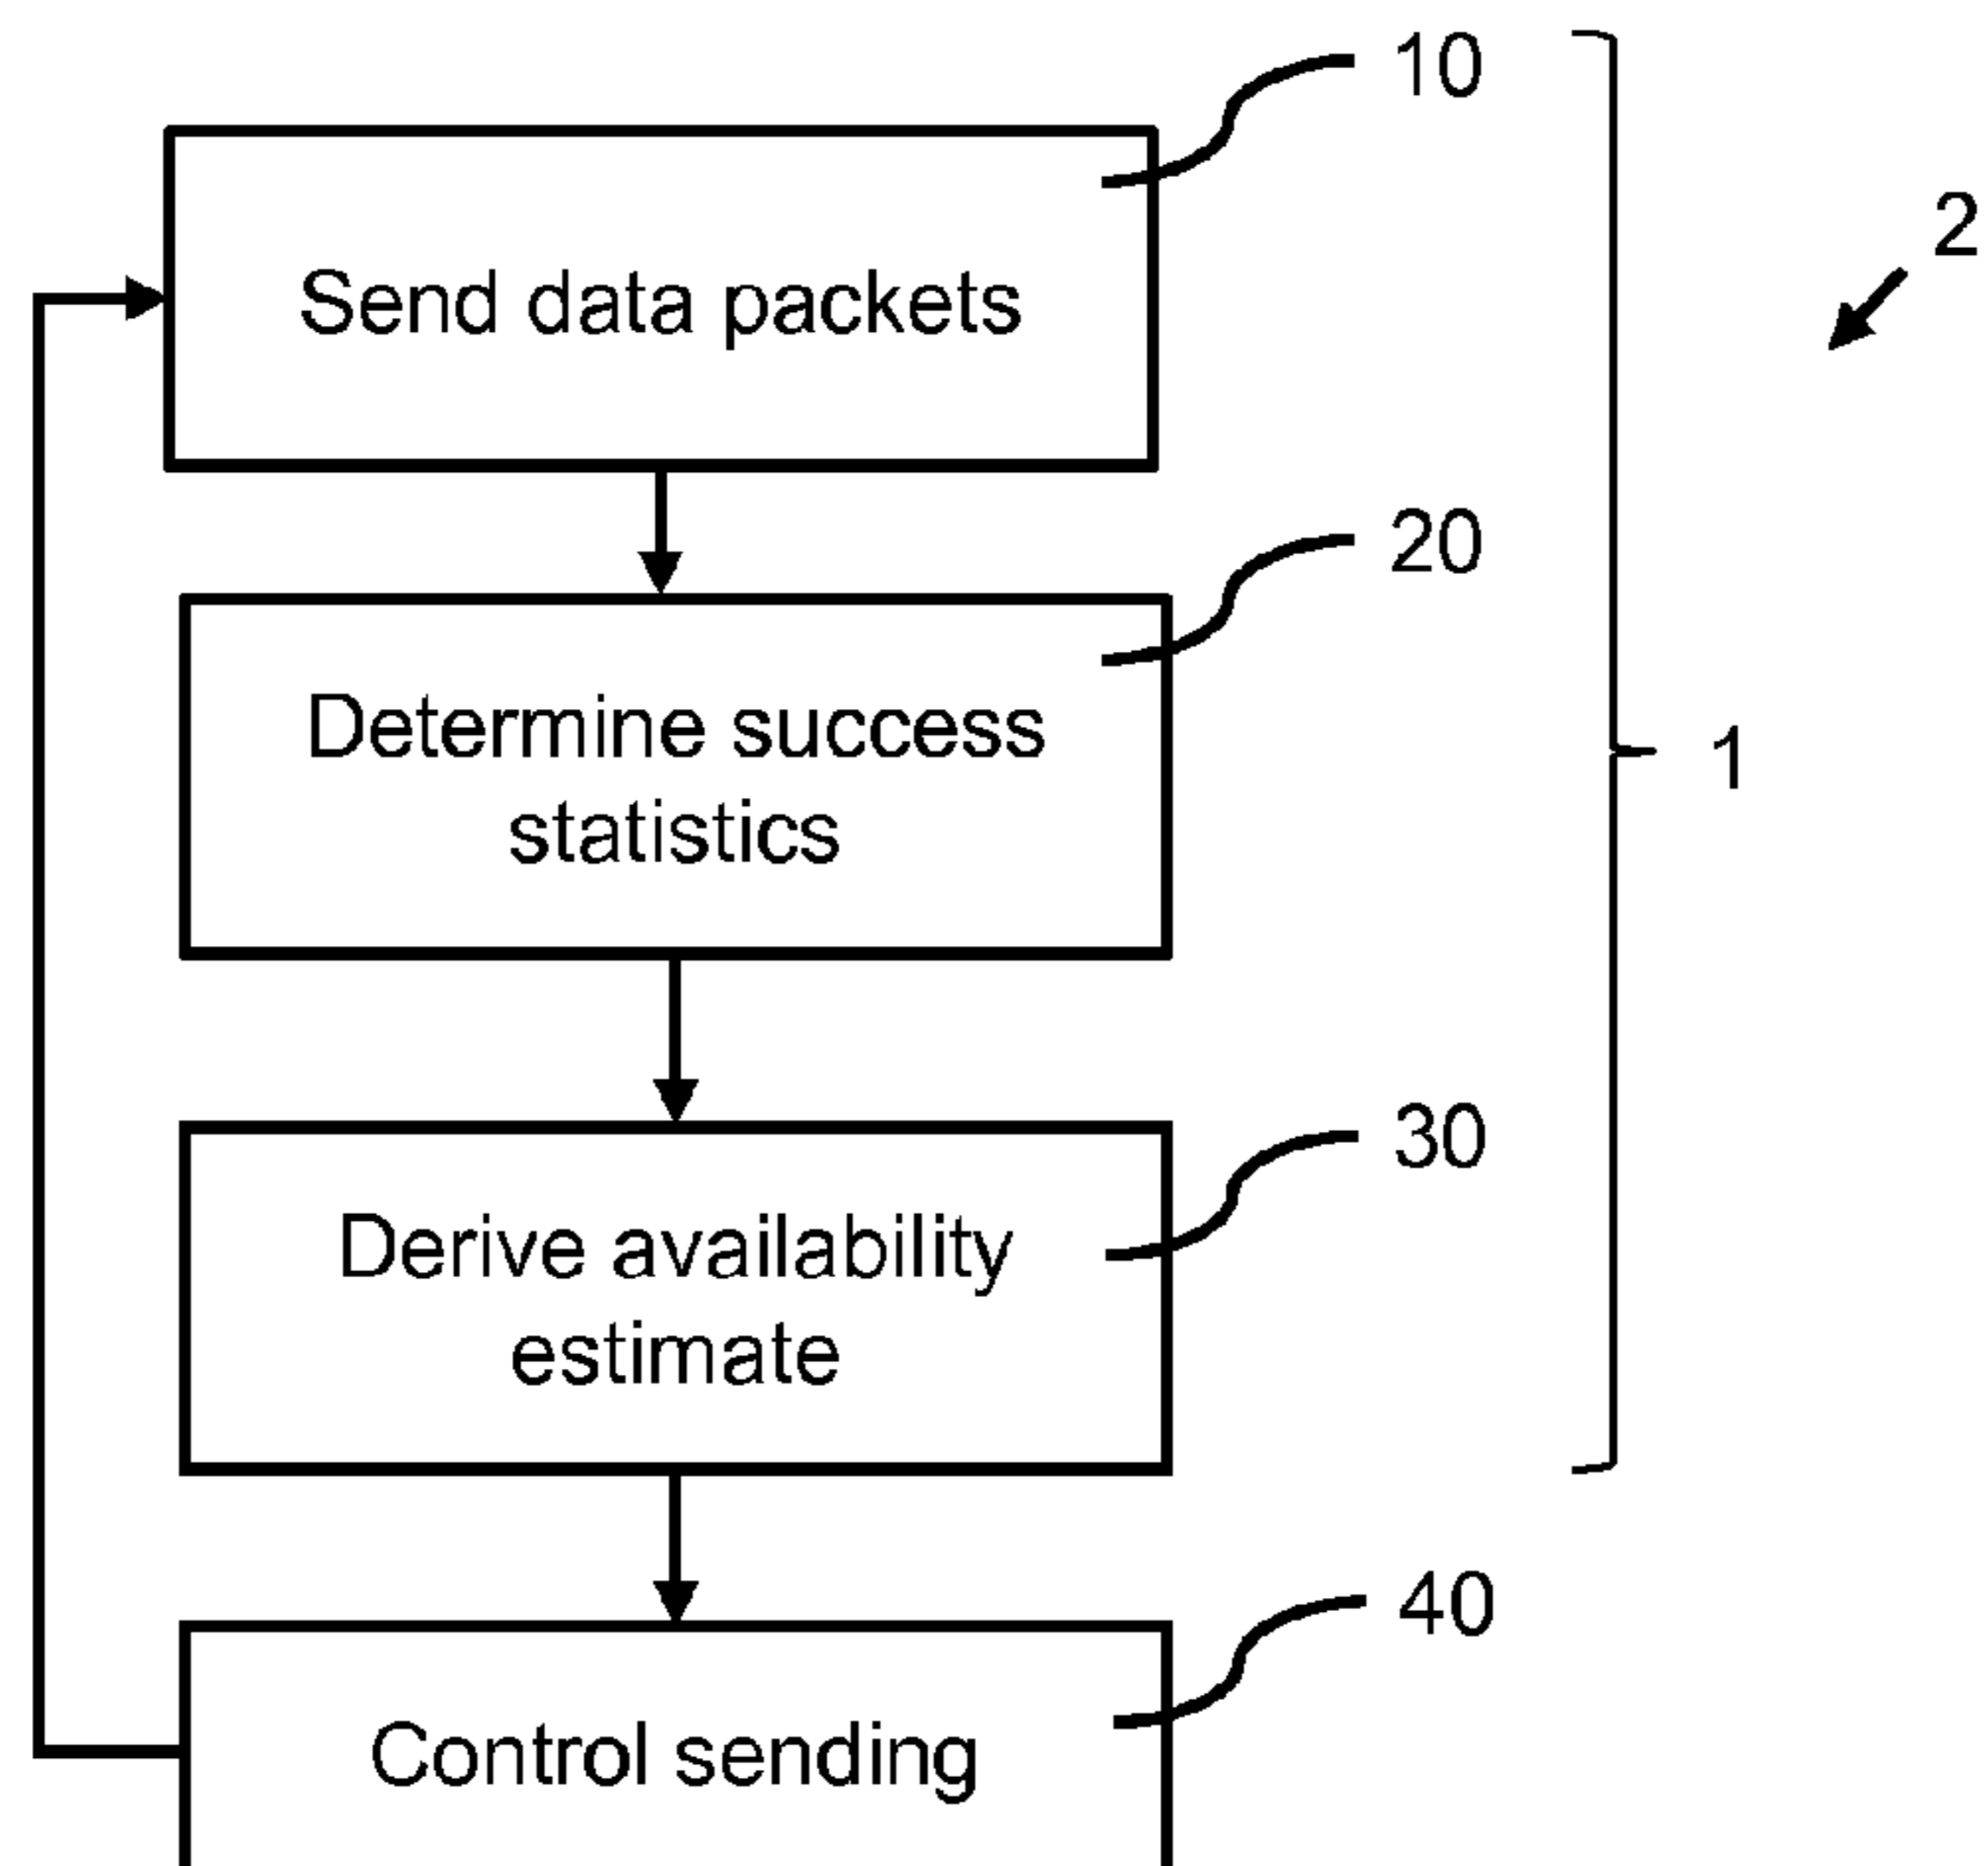 10
Send data packets
2
20
Determine success
statistics
1
30
Derive availability
estimate
40
Control sending